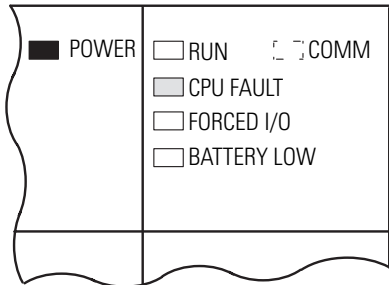 POWER
RUN COMM
CPU FAULT
FORCED I/O
BATTERY LOW